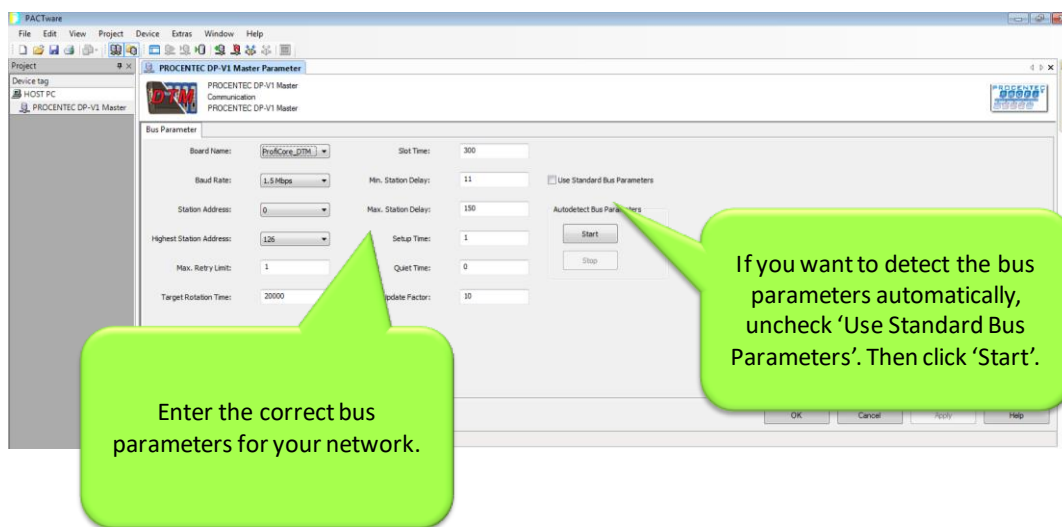 PACTware
File Edit View Project Device Extras Window Help
Project
PROCENTEC DP-V1 Master Parameter
Device tag
HOST PC
PROCENTEC DP-V1 Master
DTM
PROCENTEC DP-V1 Master
Communication
PROCENTEC DP-V1 Master
PROCENTEC
Bus Parameter
Board Name: ProfiCore_DTM Slot Time: 300
Baud Rate: 1.5 Mbps Min. Station Delay: 11 Use Standard Bus Parameters
Station Address: 0 Max. Station Delay: 150 Autodetect Bus Parameters
Highest Station Address: 126 Setup Time: 1 Start
Max. Retry Limit: 1 Quiet Time: 0 Stop
Target Rotation Time: 20000 Update Factor: 10
If you want to detect the bus
parameters automatically,
uncheck ‘Use Standard Bus
Parameters’. Then click ‘Start’.
Enter the correct bus
parameters for your network.
OK Cancel Apply Help